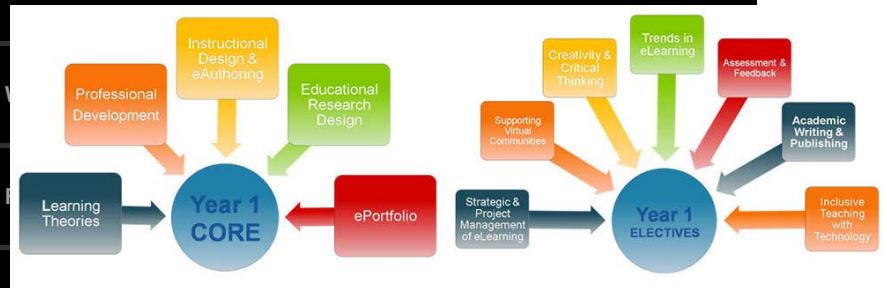 Instructional
Design &
eAuthoring
Professional
Development
Educational
Research
Design
Learning
Theories
Year 1
CORE
ePortfolio
Trends in
eLearning
Creativity &
Critical
Thinking
Assessment &
Feedback
Supporting
Virtual
Communities
Academic
Writing &
Publishing
Strategic &
Project
Management
of eLearning
Year 1
ELECTIVES
Inclusive
Teaching
with
Technology